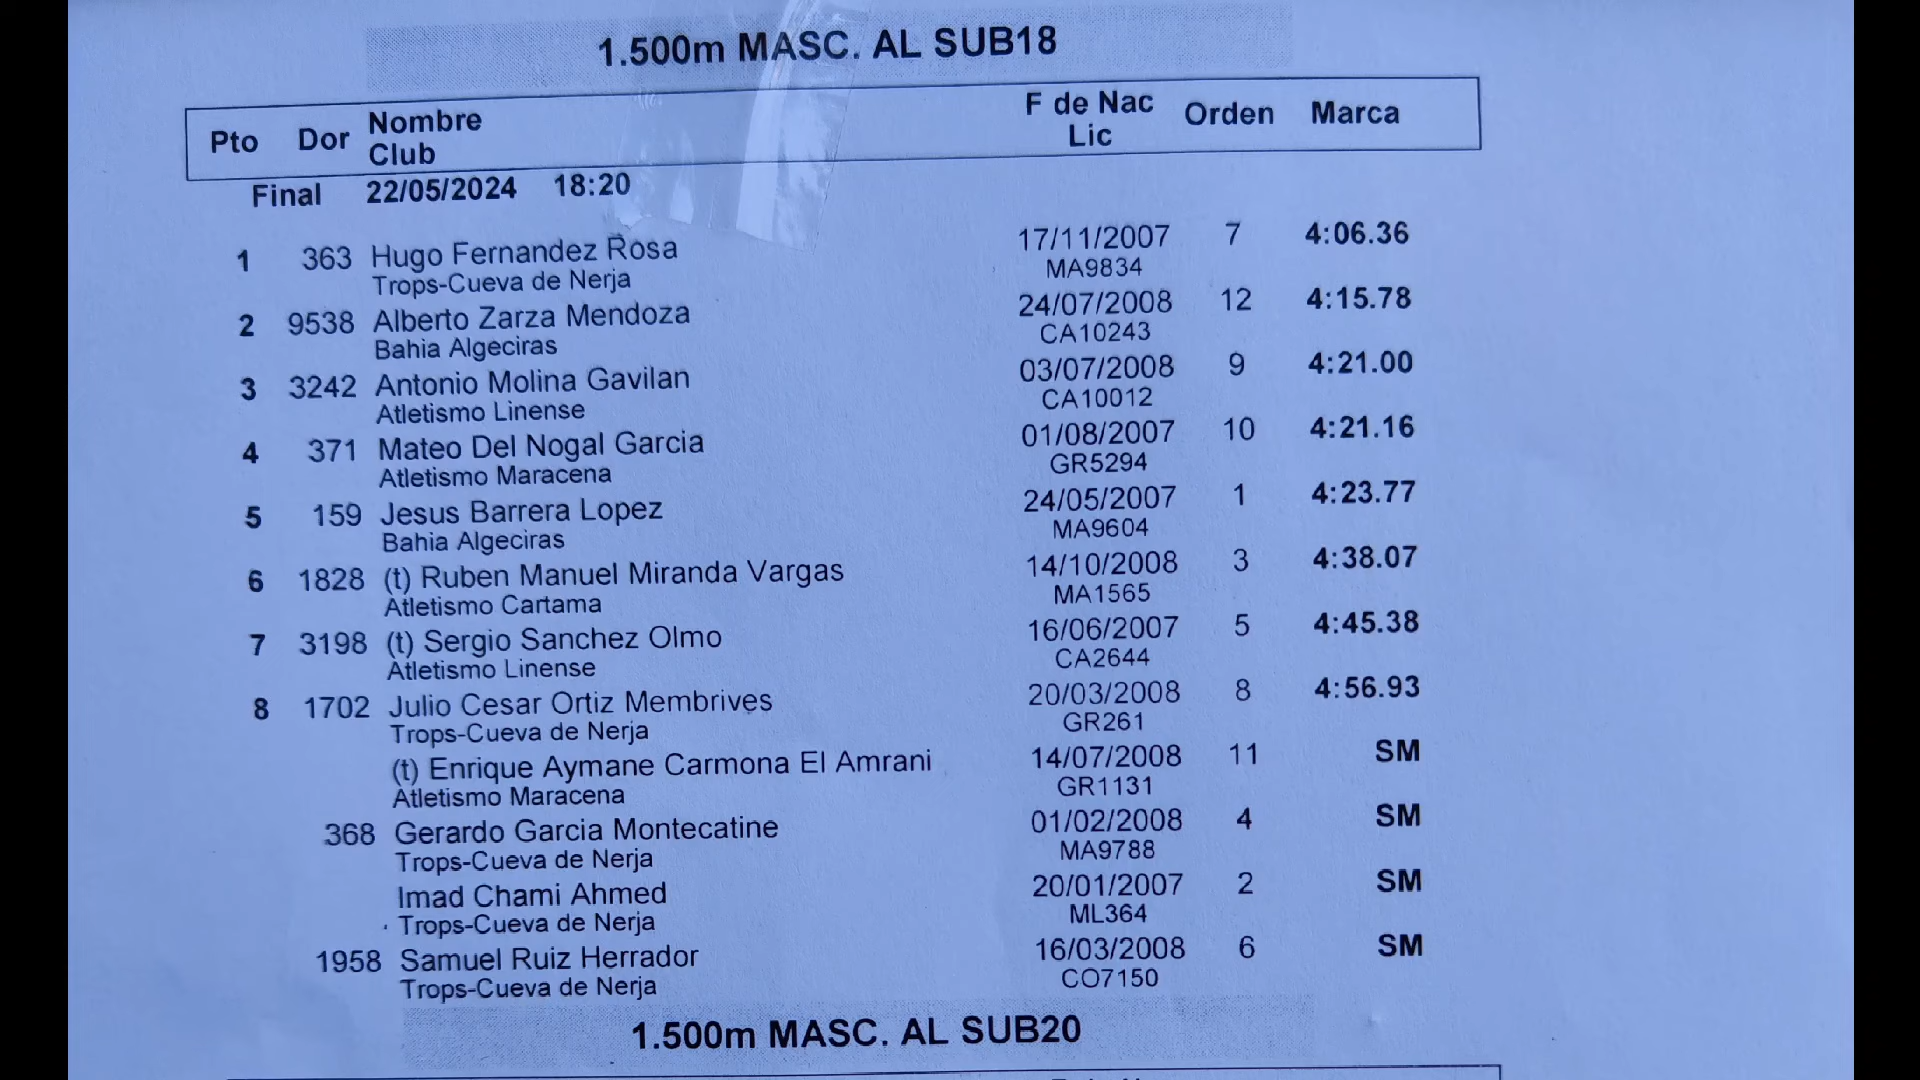 1.500m MASC. AL SUB18
Pto Dor Nombre Club F de Nac Lic Orden Marca
Final 22/05/2024 18:20
1 363 Hugo Fernandez Rosa 17/11/2007 7 4:06.36
Trops-Cueva de Nerja MA9834
2 9538 Alberto Zarza Mendoza 24/07/2008 12 4:15.78
Bahia Algeciras CA10243
3 3242 Antonio Molina Gavilan 03/07/2008 9 4:21.00
Atletismo Linense CA10012
4 371 Mateo Del Nogal Garcia 01/08/2007 10 4:21.16
Atletismo Maracena GR5294
5 159 Jesus Barrera Lopez 24/05/2007 1 4:23.77
Bahia Algeciras MA9604
6 1828 (t) Ruben Manuel Miranda Vargas 14/10/2008 3 4:38.07
Atletismo Cartama MA1565
7 3198 (t) Sergio Sanchez Olmo 16/06/2007 5 4:45.38
Atletismo Linense CA2644
8 1702 Julio Cesar Ortiz Membrives 20/03/2008 8 4:56.93
Trops-Cueva de Nerja GR261
(t) Enrique Aymane Carmona El Amrani 14/07/2008 11 SM
Atletismo Maracena GR1131
368 Gerardo Garcia Montecatine 01/02/2008 4 SM
Trops-Cueva de Nerja MA9788
Imad Chami Ahmed 20/01/2007 2 SM
Trops-Cueva de Nerja ML364
1958 Samuel Ruiz Herrador 16/03/2008 6 SM
Trops-Cueva de Nerja CO7150
1.500m MASC. AL SUB20